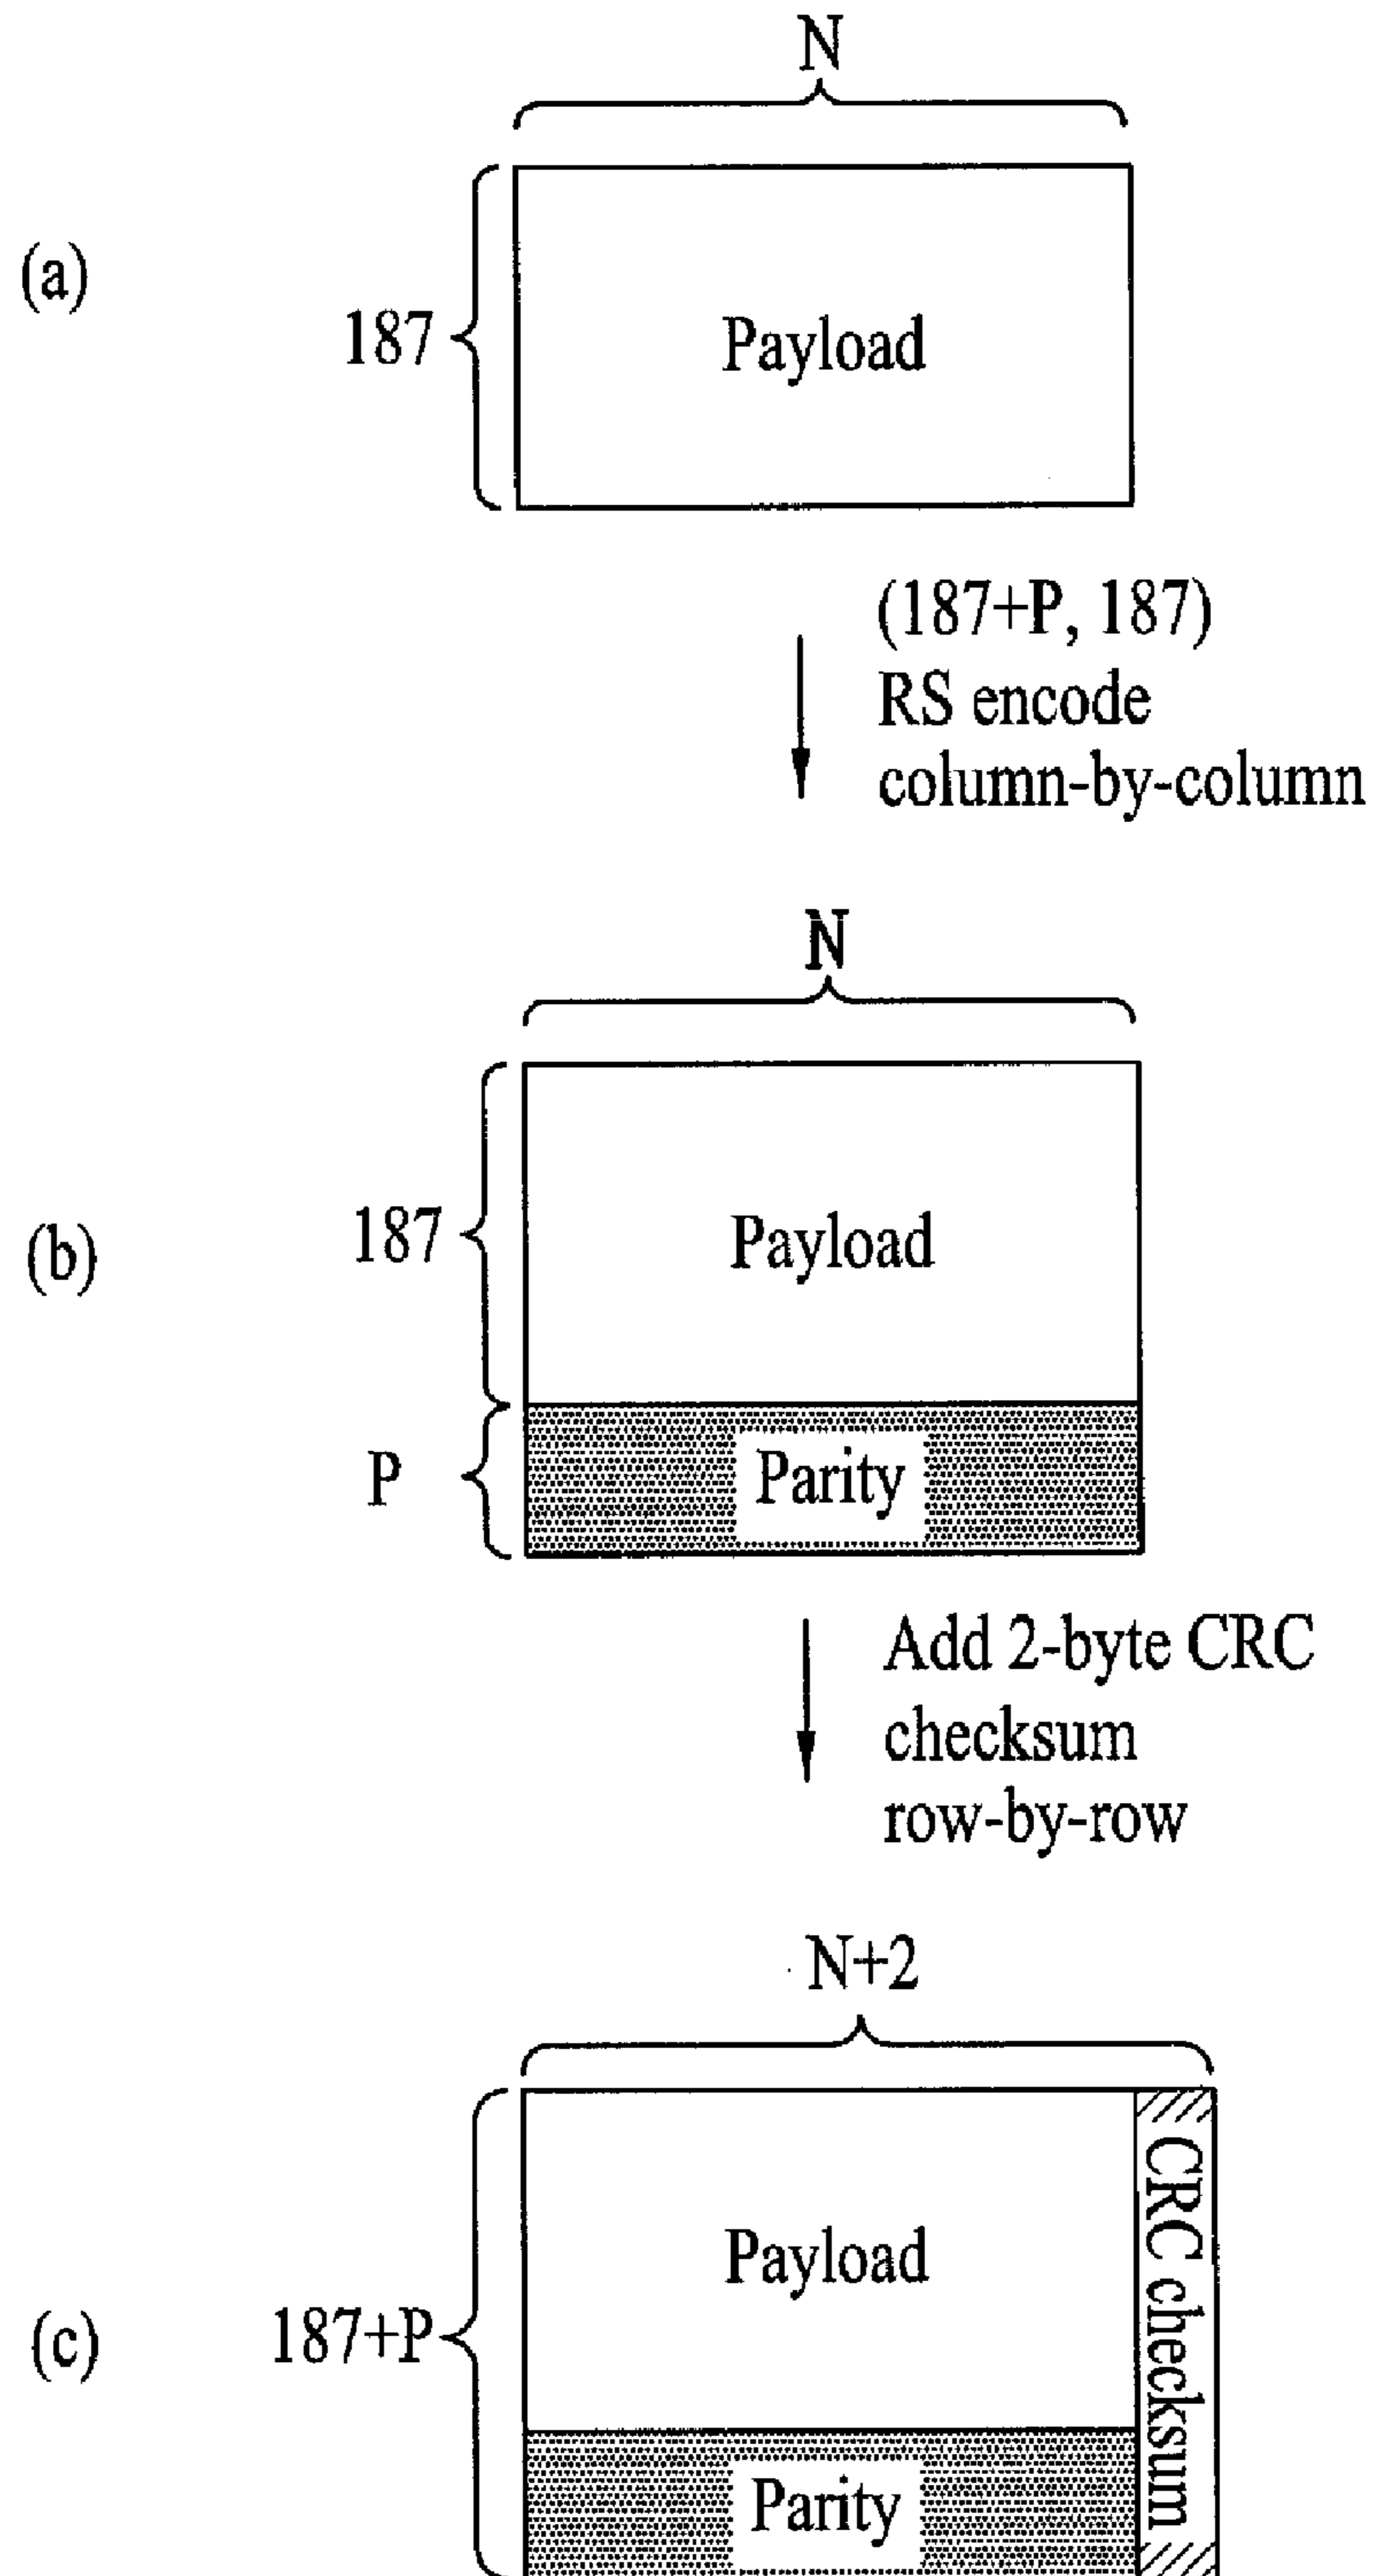 N
(a)
187
Payload
(187+P, 187)
RS encode
column-by-column
N
(b)
187
Payload
P
Parity
Add 2-byte CRC
checksum
row-by-row
N+2
(c)
187+P
Payload
CRC checksum
Parity